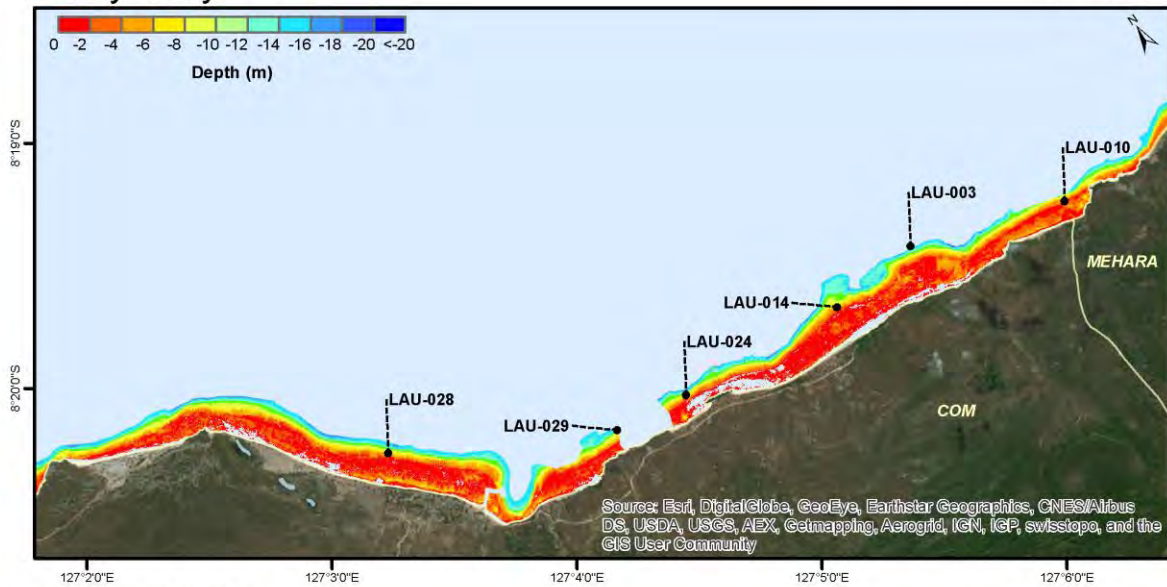 0 -2 -4 -6 -8 -10 -12 -14 -16 -18 -20 <-20
Depth (m)
N
8°19'0"S
8°20'0"S
LAU-010
LAU-003
MEHARA
LAU-014
LAU-024
LAU-028
COM
LAU-029
Source: Esri, DigitalGlobe, GeoEye, Earthstar Geographics, CNES/Airbus
DS, USDA, USGS, AEX, Getmapping, Aerogrid, IGN, IGP, swisstopo, and the
GIS User Community
127°2'0"E 127°3'0"E 127°4'0"E 127°5'0"E 127°6'0"E